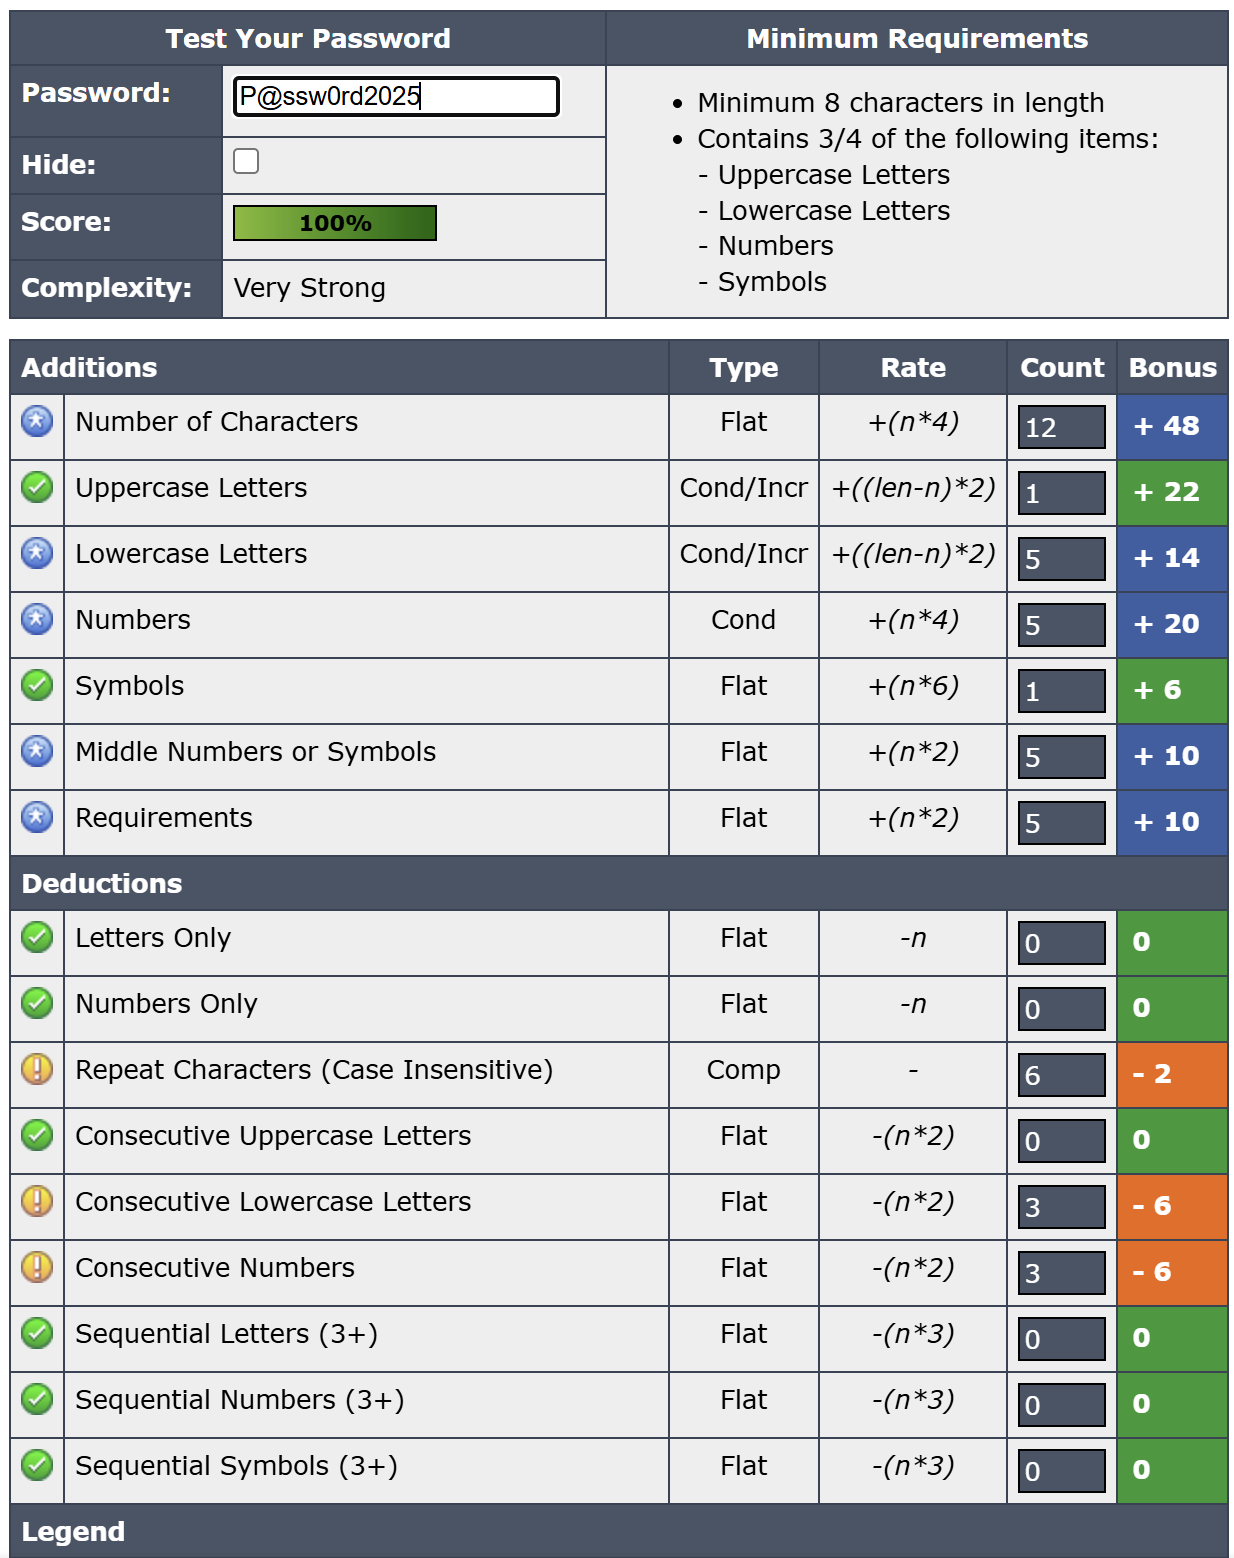 Test Your Password
Minimum Requirements
Password:
P@ssw0rd2025
Hide:
Score:
100%
Complexity:
Very Strong
• Minimum 8 characters in length
• Contains 3/4 of the following items:
- Uppercase Letters
- Lowercase Letters
- Numbers
- Symbols
Additions Type Rate Count Bonus
Number of Characters Flat +(n*4) 12 + 48
Uppercase Letters Cond/Incr +((len-n)*2) 1 + 22
Lowercase Letters Cond/Incr +((len-n)*2) 5 + 14
Numbers Cond +(n*4) 5 + 20
Symbols Flat +(n*6) 1 + 6
Middle Numbers or Symbols Flat +(n*2) 5 + 10
Requirements Flat +(n*2) 5 + 10
Deductions
Letters Only Flat -n 0 0
Numbers Only Flat -n 0 0
Repeat Characters (Case Insensitive) Comp - 6 - 2
Consecutive Uppercase Letters Flat -(n*2) 0 0
Consecutive Lowercase Letters Flat -(n*2) 3 - 6
Consecutive Numbers Flat -(n*2) 3 - 6
Sequential Letters (3+) Flat -(n*3) 0 0
Sequential Numbers (3+) Flat -(n*3) 0 0
Sequential Symbols (3+) Flat -(n*3) 0 0
Legend